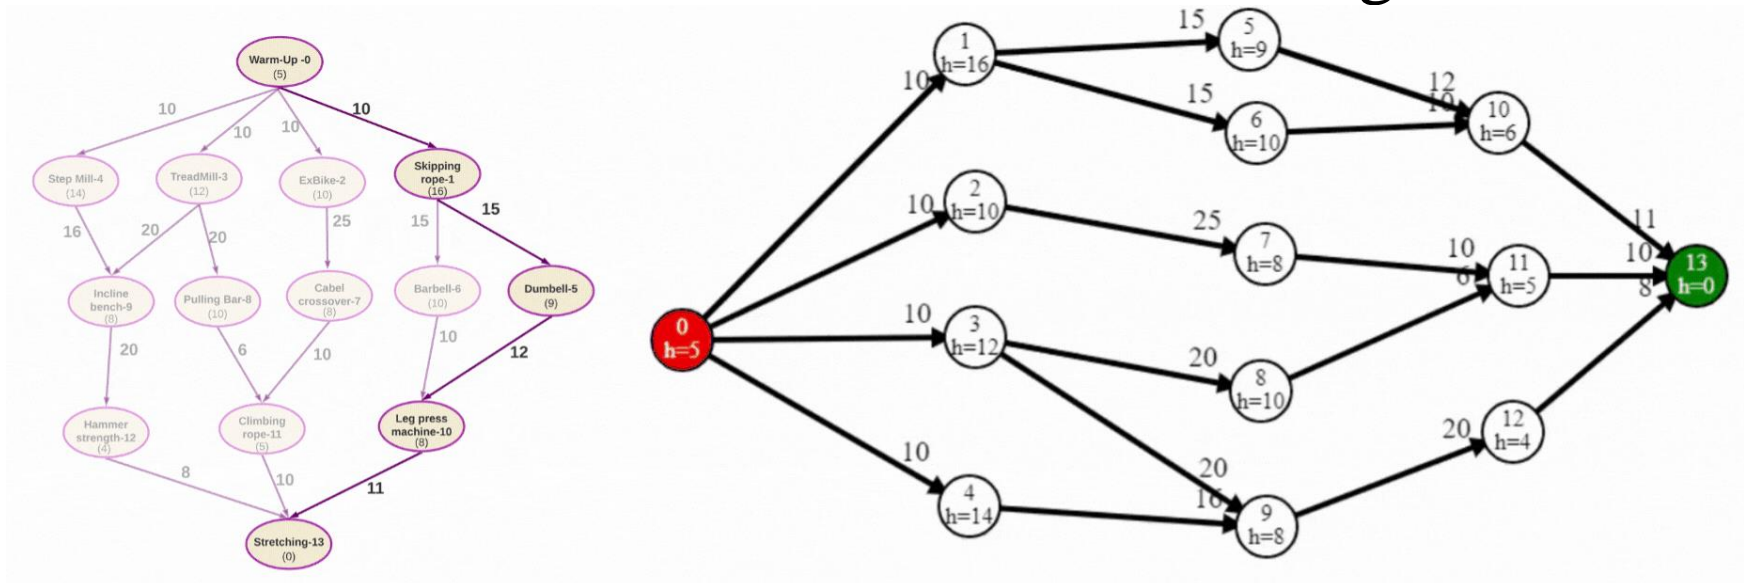 Warm-Up -0
(5)
10
10
10
10
Step Mill-4
(14)
TreadMill-3
(12)
ExBike-2
(10)
Skipping
rope-1
(16)
16
20
20
25
15
15
Incline
bench-9
(8)
Pulling Bar-8
(10)
Cabel
crossover-7
(8)
Barbell-6
(10)
Dumbell-5
(9)
20
6
10
10
12
Hammer
strength-12
(4)
Climbing
rope-11
(5)
Leg press
machine-10
(8)
8
10
11
Stretching-13
(0)
0
h=5
10
10
10
10
1
h=16
2
h=10
3
h=12
4
h=14
15
15
25
20
20
16
5
h=9
6
h=10
7
h=8
8
h=10
9
h=8
12
10
10
6
20
10
h=6
11
h=5
12
h=4
11
10
8
13
h=0